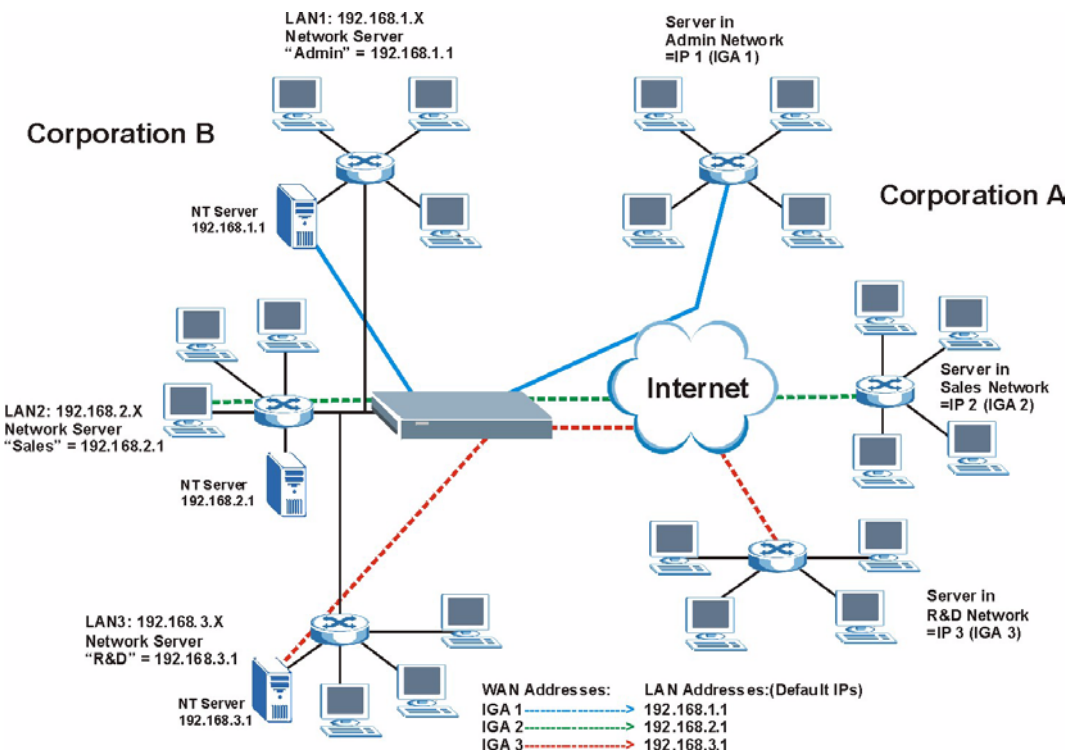 LAN1: 192.168.1.X
Network Server
“Admin” = 192.168.1.1
Server in
Admin Network
=IP 1 (IGA 1)
Corporation B
Corporation A
NT Server
192.168.1.1
Internet
Server in
Sales Network
=IP 2 (IGA 2)
LAN2: 192.168.2.X
Network Server
“Sales” = 192.168.2.1
NT Server
192.168.2.1
LAN3: 192.168.3.X
Network Server
“R&D” = 192.168.3.1
Server in
R&D Network
=IP 3 (IGA 3)
NT Server
192.168.3.1
WAN Addresses: LAN Addresses:(Default IPs)
IGA 1 192.168.1.1
IGA 2 192.168.2.1
IGA 3 192.168.3.1